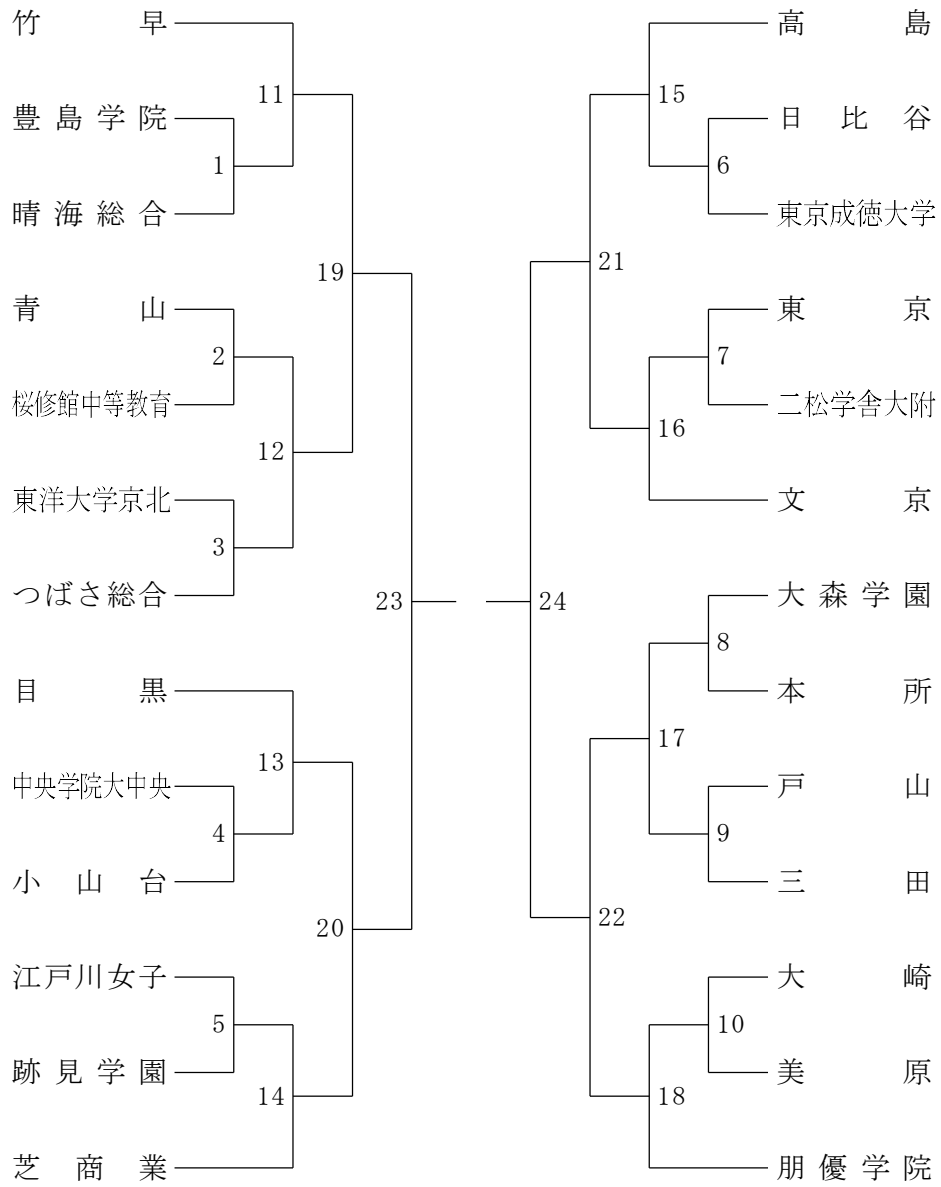 竹早
高島
11
15
豊島学院
日比谷
1
6
晴海総合
東京成徳大学
19
21
青山
東京
2
7
桜修館中等教育
二松学舎大附
12
16
東洋大学京北
文京
3
つばさ総合
23
24
大森学園
8
目黒
本所
13
17
中央学院大中央
戸山
4
9
小山台
三田
20
22
江戸川女子
大崎
5
10
跡見学園
美原
14
18
芝商業
朋優学院